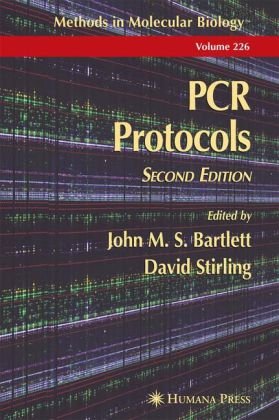 Methods in Molecular Biology
Volume 226
PCR
Protocols
SECOND EDITION
Edited by
John M. S. Bartlett
David Stirling
HUMANA PRESS